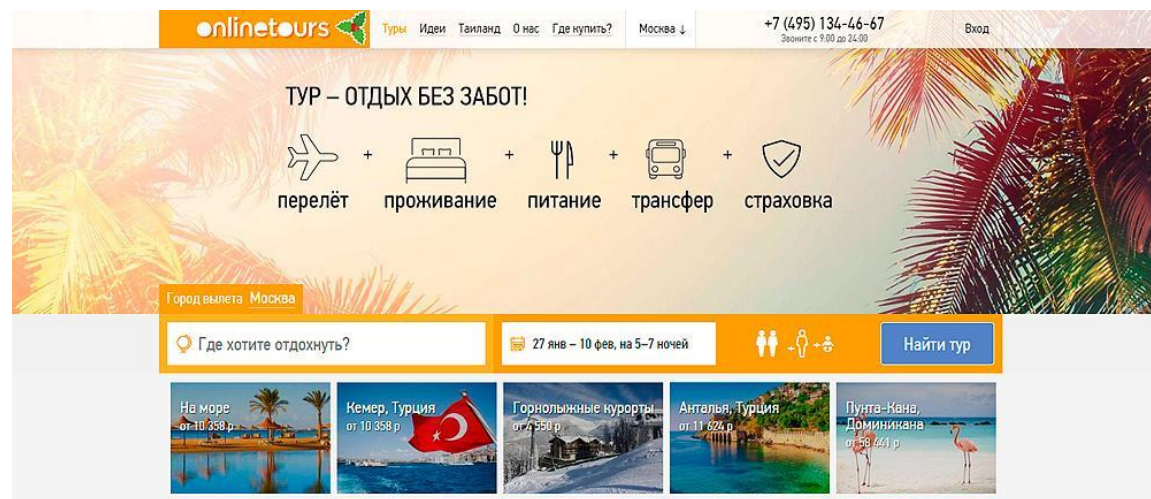 onlinetours
Туры Идеи Таиланд О нас Где купить? Москва ↓
+7 (495) 134-46-67
Звоните с 9:00 до 24:00
Вход
ТУР – ОТДЫХ БЕЗ ЗАБОТ!
+ + + +
перелёт проживание питание трансфер страховка
Город вылета Москва
Где хотите отдохнуть?
27 янв – 10 фев, на 5–7 ночей
Найти тур
На море
от 10 358 р
Кемер, Турция
от 10 358 р
Горнолыжные курорты
от 4 550 р
Анталья, Турция
от 11 624 р
Пунта-Кана,
Доминикана
от 58 441 р